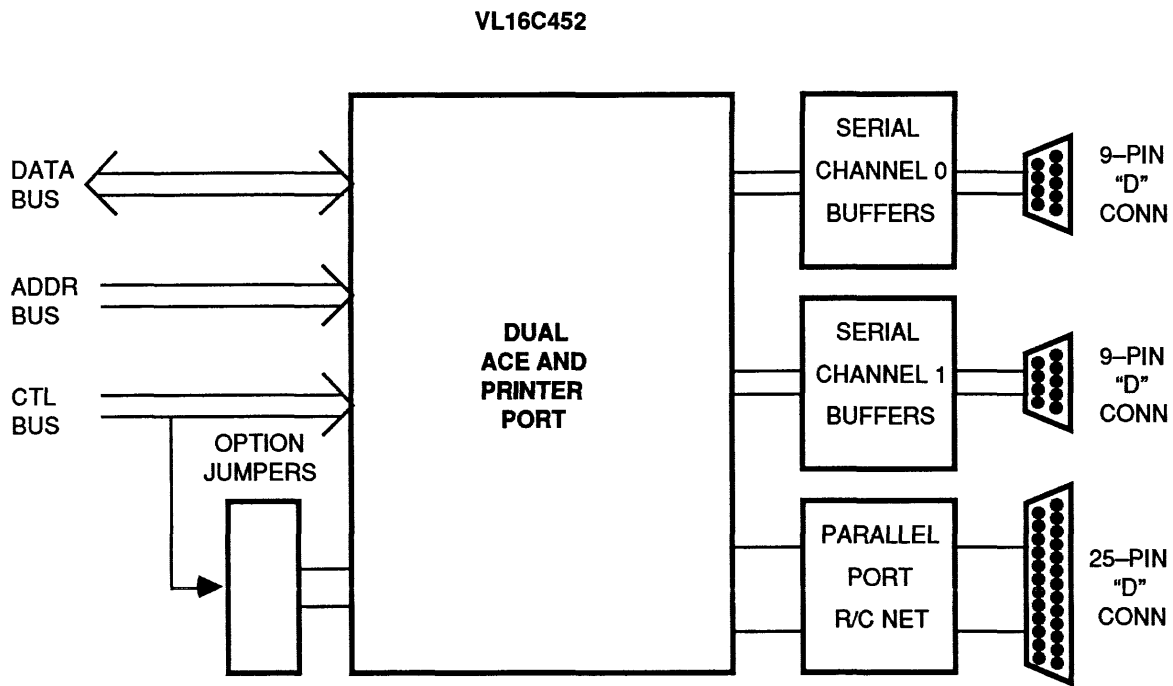 VL16C452
DATA
BUS
ADDR
BUS
CTL
BUS
OPTION
JUMPERS
DUAL
ACE AND
PRINTER
PORT
SERIAL
CHANNEL 0
BUFFERS
9–PIN
“D”
CONN
SERIAL
CHANNEL 1
BUFFERS
9–PIN
“D”
CONN
PARALLEL
PORT
R/C NET
25–PIN
“D”
CONN